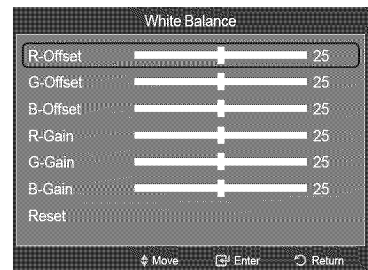 White Balance
R-Offset 25
G-Offset 25
B-Offset 25
R-Gain 25
G-Gain 25
B-Gain 25
Reset
Move Enter Return